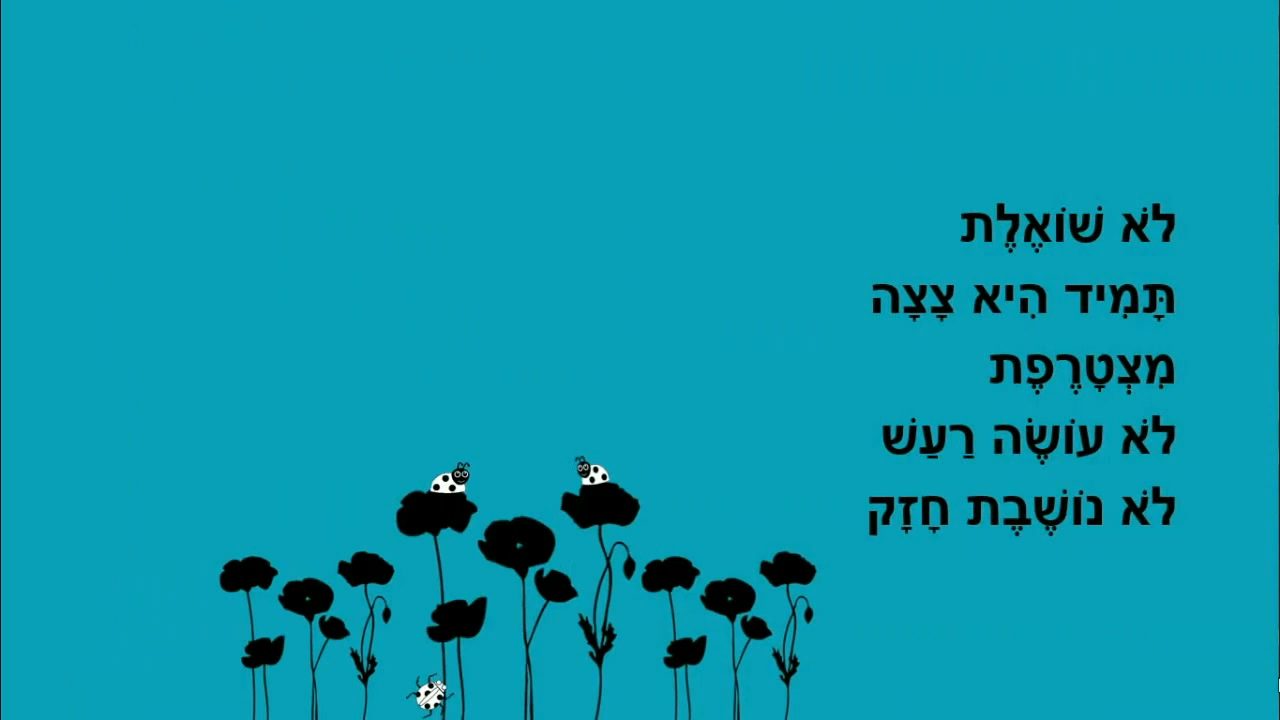 לֹא שׁוֹאֶלֶת
תָּמִיד הִיא צָצָה
מִצְטָרֶפֶת
לֹא עוֹשֶׂה רַעַשׁ
לֹא נוֹשֶׁבֶת חָזָק